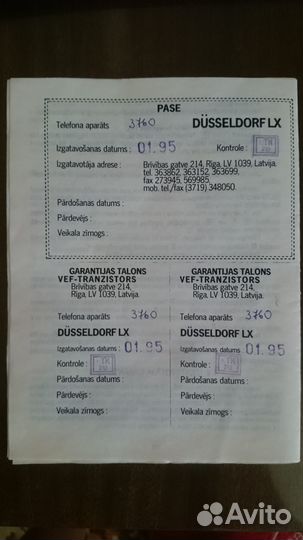 PASE
Telefona aparāts 3760 DÜSSELDORF LX
Izgatavošanas datums : 01.95 Kontrole :
Izgatavotāja adrese : Brīvības gatve 214, Rīga, LV 1039, Latvija.
tel. 363862, 363152, 363699,
fax 273945, 569985,
mob. tel./fax (3719) 348050.
Pārdošanas datums :
Pārdevējs :
Veikala zīmogs :
GARANTIJAS TALONS
VEF-TRANZISTORS
Brīvības gatve 214,
Rīga, LV 1039, Latvija.
Telefona aparāts 3760
DÜSSELDORF LX
Izgatavošanas datums : 01.95
Kontrole :
Pārdošanas datums :
Pārdevējs :
Veikala zīmogs :
GARANTIJAS TALONS
VEF-TRANZISTORS
Brīvības gatve 214,
Rīga, LV 1039, Latvija.
Telefona aparāts 3760
DÜSSELDORF LX
Izgatavošanas datums : 01.95
Kontrole :
Pārdošanas datums :
Pārdevējs :
Veikala zīmogs :
Avito